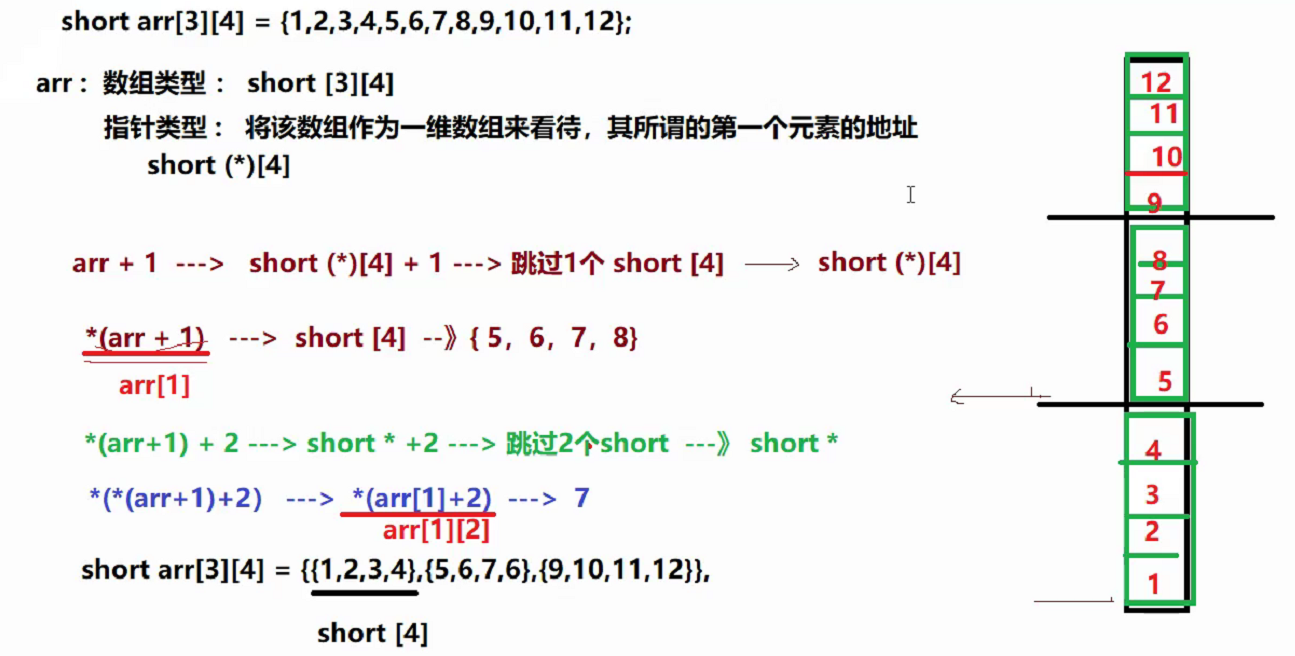 short arr[3][4] = {1,2,3,4,5,6,7,8,9,10,11,12};
arr : 数组类型 : short [3][4]
指针类型 : 将该数组作为一维数组来看待，其所谓的第一个元素的地址
short (*)[4]
arr + 1 ---> short (*)[4] + 1 ---> 跳过1个 short [4] ——> short (*)[4]
*(arr + 1) ---> short [4] --》{ 5, 6, 7, 8}
arr[1]
*(arr+1) + 2 ---> short * +2 ---> 跳过2个short ---》 short *
*(*(arr+1)+2) ---> *(arr[1]+2) ---> 7
arr[1][2]
short arr[3][4] = {{1,2,3,4},{5,6,7,6},{9,10,11,12}},
short [4]
12
11
10
9
8
7
6
5
4
3
2
1